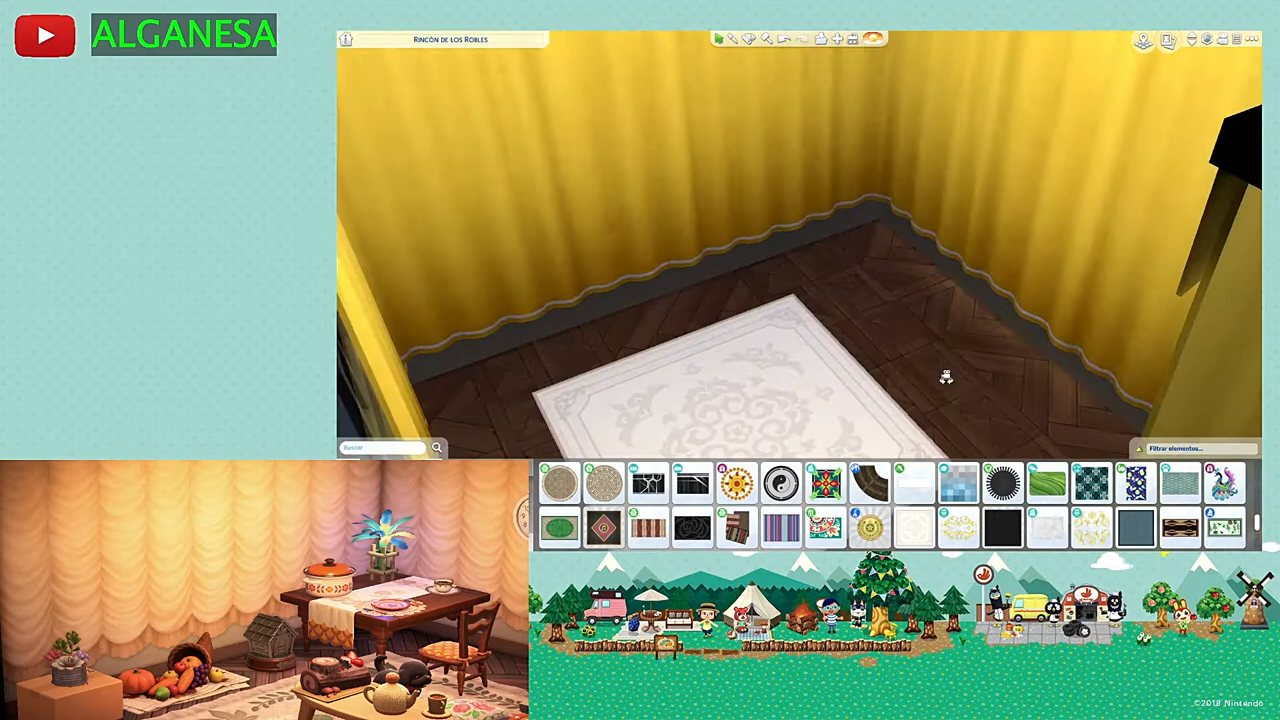 ALGANESA
RINCÓN DE LOS ROBLES
Buscar
Filtrar elementos...
©2018 Nintendo